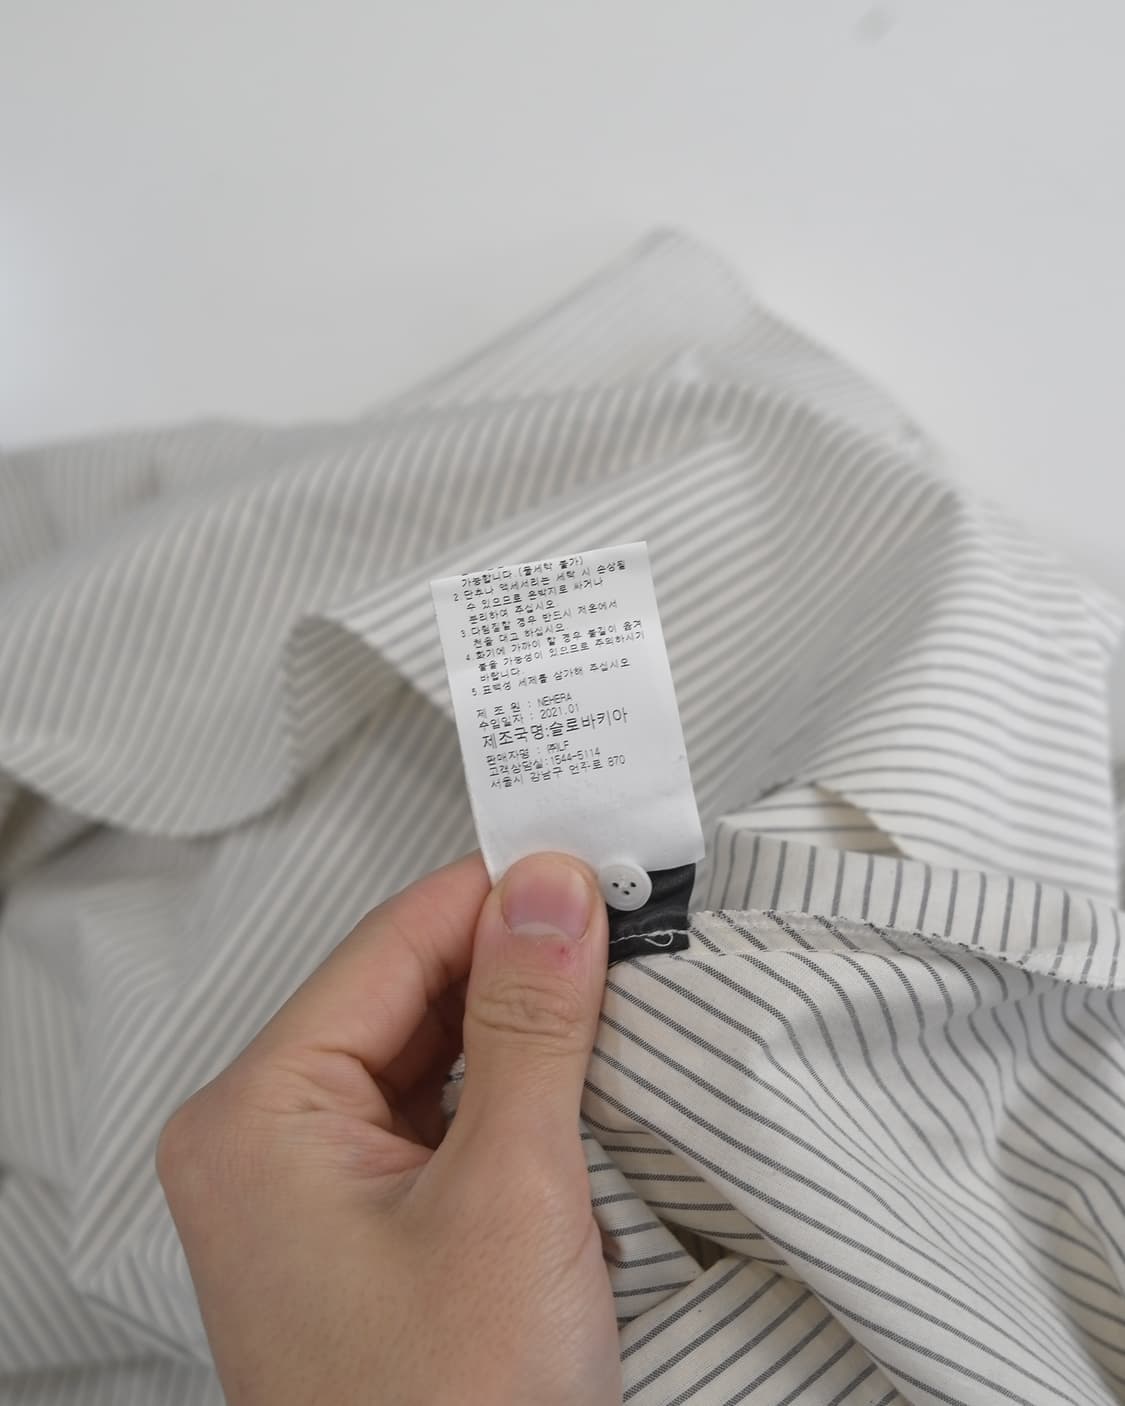 가능합니다.(물세탁 불가)
2.단추나 액세서리는 세탁 시 손상될
수 있으므로 은박지로 싸거나
분리하여 주십시오
3.다림질할 경우 반드시 저온에서
천을 대고 하십시오
4.화기에 가까이 할 경우 불길이 옮겨
붙을 가능성이 있으므로 주의하시기
바랍니다
5.표백성 세제를 삼가해 주십시오
제 조 원 : NEHERA
수입일자 : 2021.01
제조국명:슬로바키아
판매자명 : ㈜LF
고객상담실:1544-5114
서울시 강남구 언주로 870